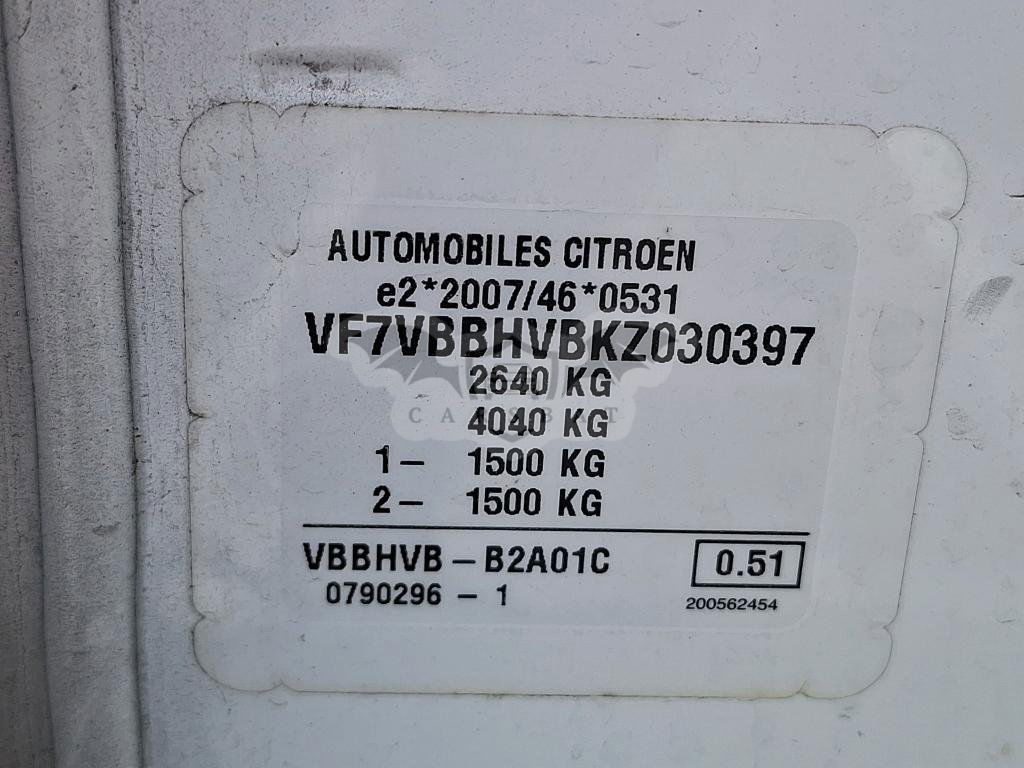 AUTOMOBILES CITROEN
e2*2007/46*0531
VF7VBBHVBKZ030397
2640 KG
CARSBAT
4040 KG
1- 1500 KG
2- 1500 KG
VBBHVB - B2A01C 0.51
0790296 - 1 200562454